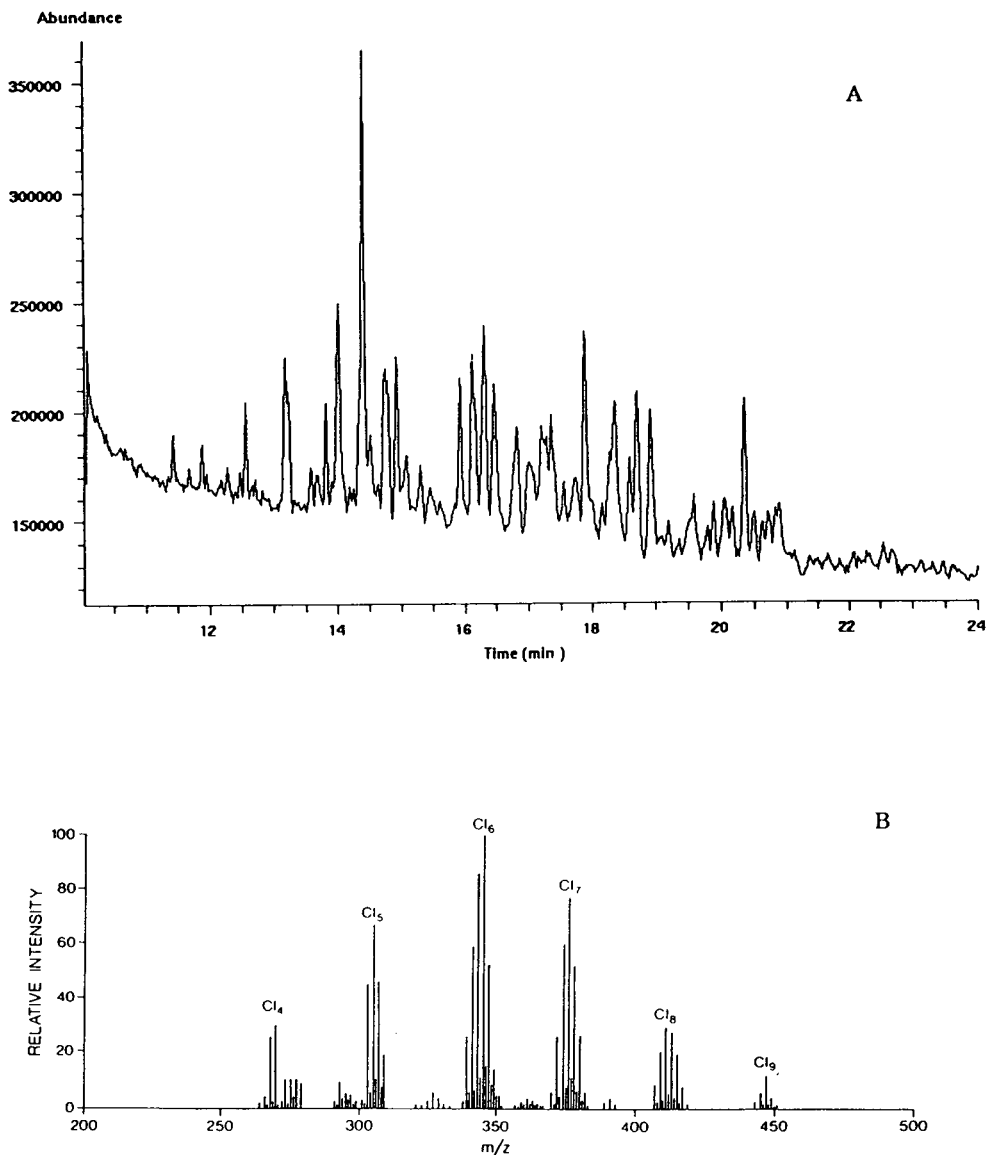 Abundance
A
350000
300000
250000
200000
150000
12 14 16 18 20 22 24
Time (min )
B
Cl₆
Cl₇
Cl₅
Cl₄
Cl₈
Cl₉
100
80
60
40
20
0
RELATIVE INTENSITY
200 250 300 350 400 450 500
m/z